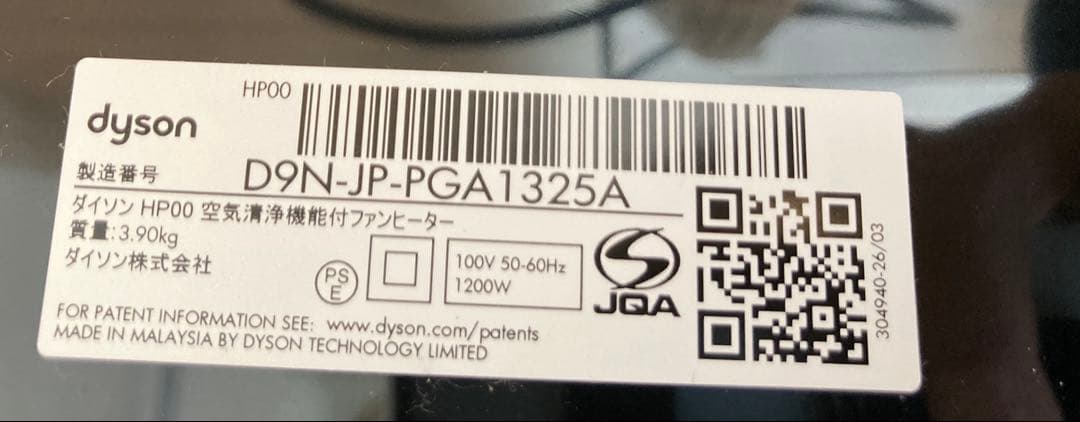 HP00
dyson
製造番号 D9N-JP-PGA1325A
ダイソン HP00 空気清浄機能付ファンヒーター
質量:3.90kg
ダイソン株式会社
PS
E
100V 50-60Hz
1200W
JQA
304940-26/03
FOR PATENT INFORMATION SEE: www.dyson.com/patents
MADE IN MALAYSIA BY DYSON TECHNOLOGY LIMITED